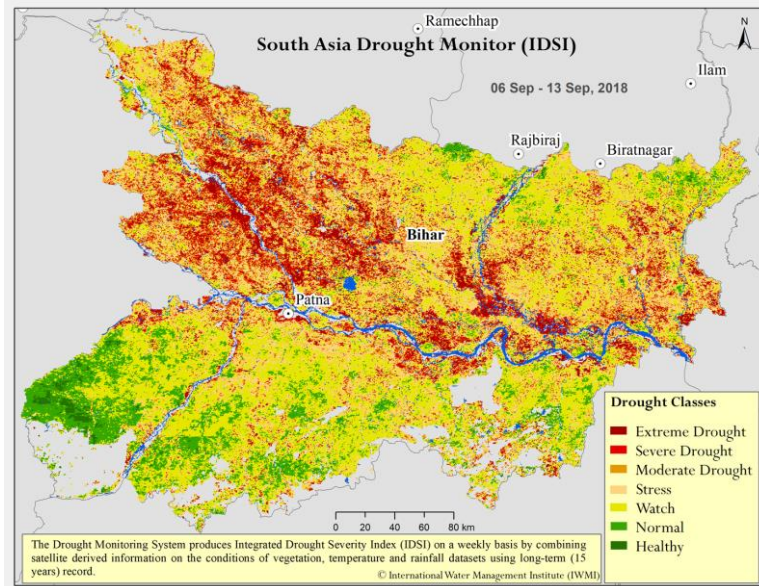 Ramechhap
South Asia Drought Monitor (IDSI)
N
06 Sep - 13 Sep, 2018
Ilam
Rajbiraj
Biratnagar
Bihar
Patna
Drought Classes
Extreme Drought
Severe Drought
Moderate Drought
Stress
Watch
Normal
Healthy
0 20 40 80 km
The Drought Monitoring System produces Integrated Drought Severity Index (IDSI) on a weekly basis by combining
satellite derived information on the conditions of vegetation, temperature and rainfall datasets using long-term (15
years) record.
© International Water Management Institute (IWMI)